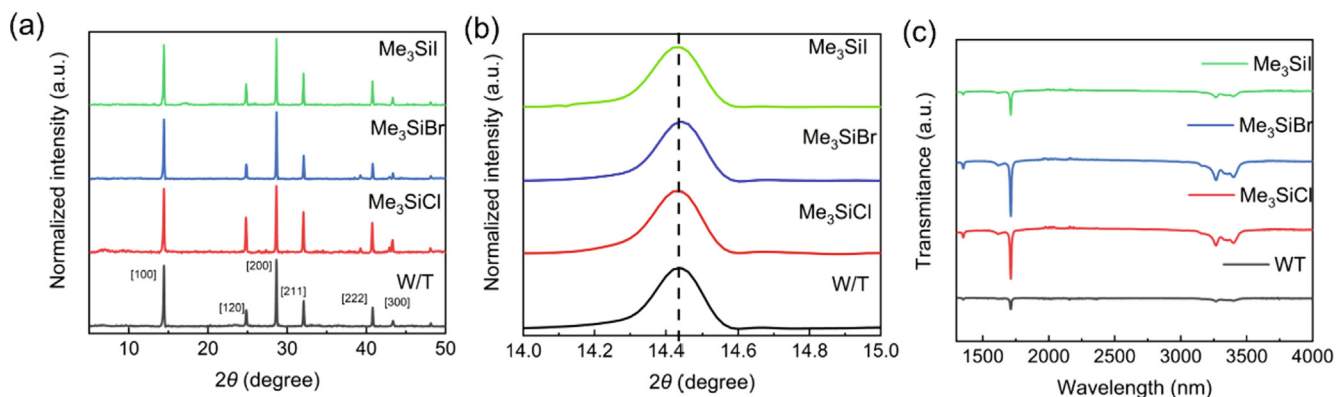 (a)
Normalized intensity (a.u.)
Me₃SiI
Me₃SiBr
Me₃SiCl
W/T
[100]
[120]
[200]
[211]
[222]
[300]
10 20 30 40 50
2θ (degree)
(b)
Normalized intensity (a.u.)
Me₃SiI
Me₃SiBr
Me₃SiCl
W/T
14.0 14.2 14.4 14.6 14.8 15.0
2θ (degree)
(c)
Transmitance (a.u.)
Me₃SiI
Me₃SiBr
Me₃SiCl
WT
1500 2000 2500 3000 3500 4000
Wavelength (nm)